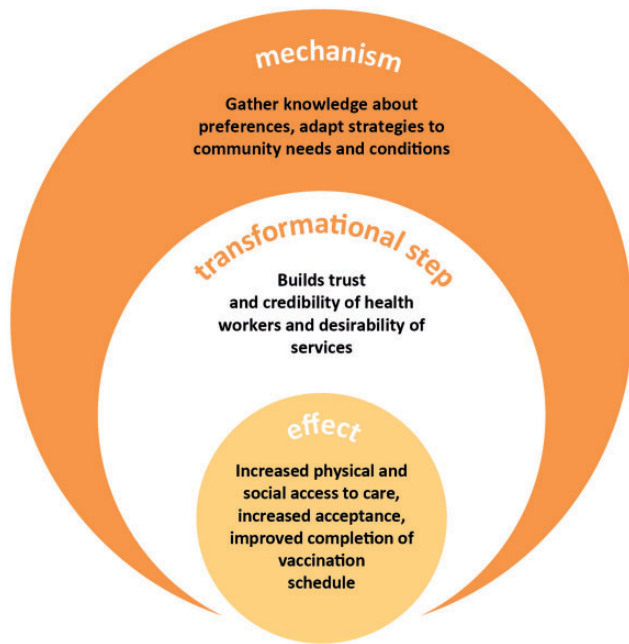 mechanism
Gather knowledge about
preferences, adapt strategies to
community needs and conditions
transformational step
Builds trust
and credibility of health
workers and desirability of
services
effect
Increased physical and
social access to care,
increased acceptance,
improved completion of
vaccination
schedule